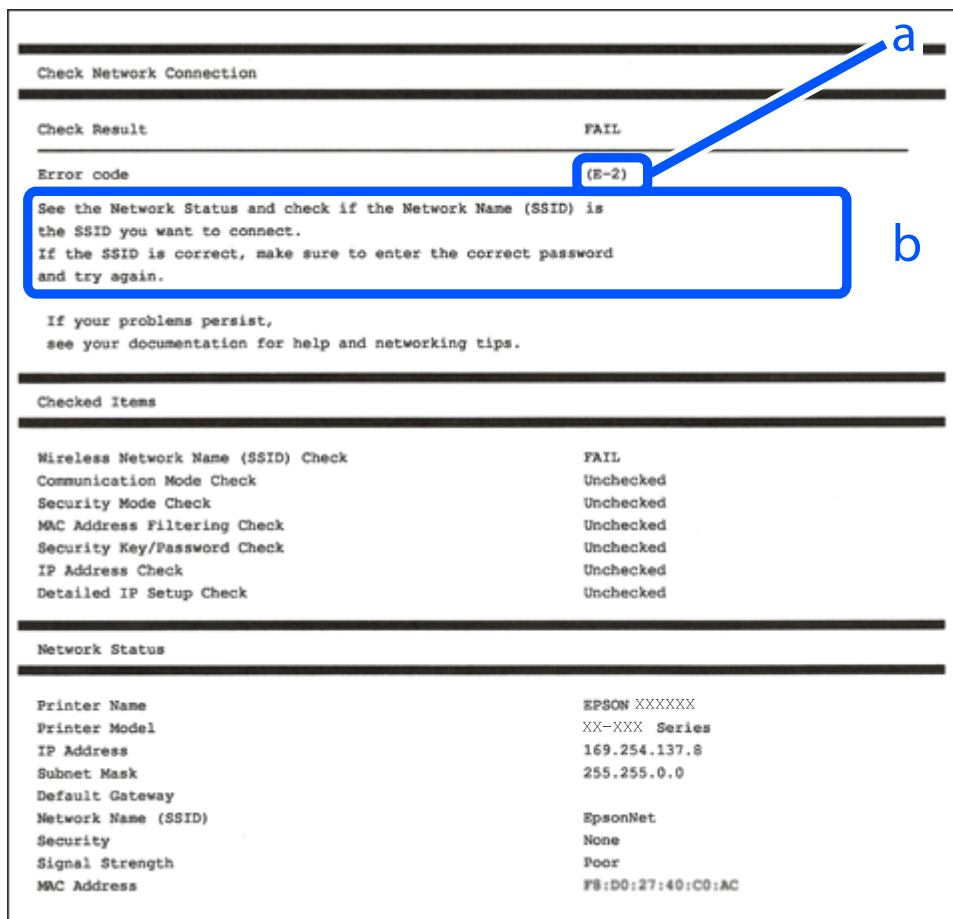 a
Check Network Connection
Check Result FAIL
Error code (E-2)
See the Network Status and check if the Network Name (SSID) is
the SSID you want to connect.
If the SSID is correct, make sure to enter the correct password
and try again.
b
If your problems persist,
see your documentation for help and networking tips.
Checked Items
Wireless Network Name (SSID) Check FAIL
Communication Mode Check Unchecked
Security Mode Check Unchecked
MAC Address Filtering Check Unchecked
Security Key/Password Check Unchecked
IP Address Check Unchecked
Detailed IP Setup Check Unchecked
Network Status
Printer Name EPSON XXXXXX
Printer Model XX-XXX Series
IP Address 169.254.137.8
Subnet Mask 255.255.0.0
Default Gateway
Network Name (SSID) EpsonNet
Security None
Signal Strength Poor
MAC Address F8:D0:27:40:C0:AC